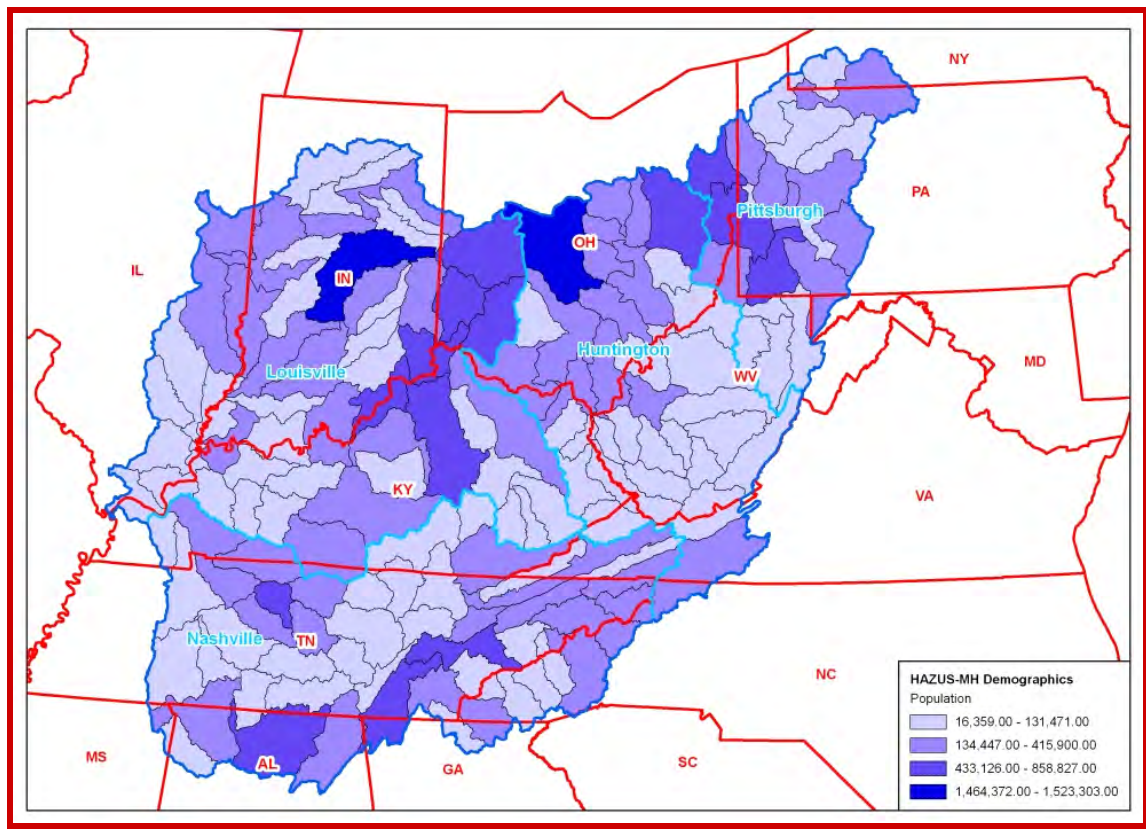 NY
PA
Pittsburgh
OH
IL
IN
MD
Huntington
Louisville
WV
KY
VA
Nashville
TN
NC
MS
AL
GA
SC
HAZUS-MH Demographics
Population
16,359.00 - 131,471.00
134,447.00 - 415,900.00
433,126.00 - 858,827.00
1,464,372.00 - 1,523,303.00